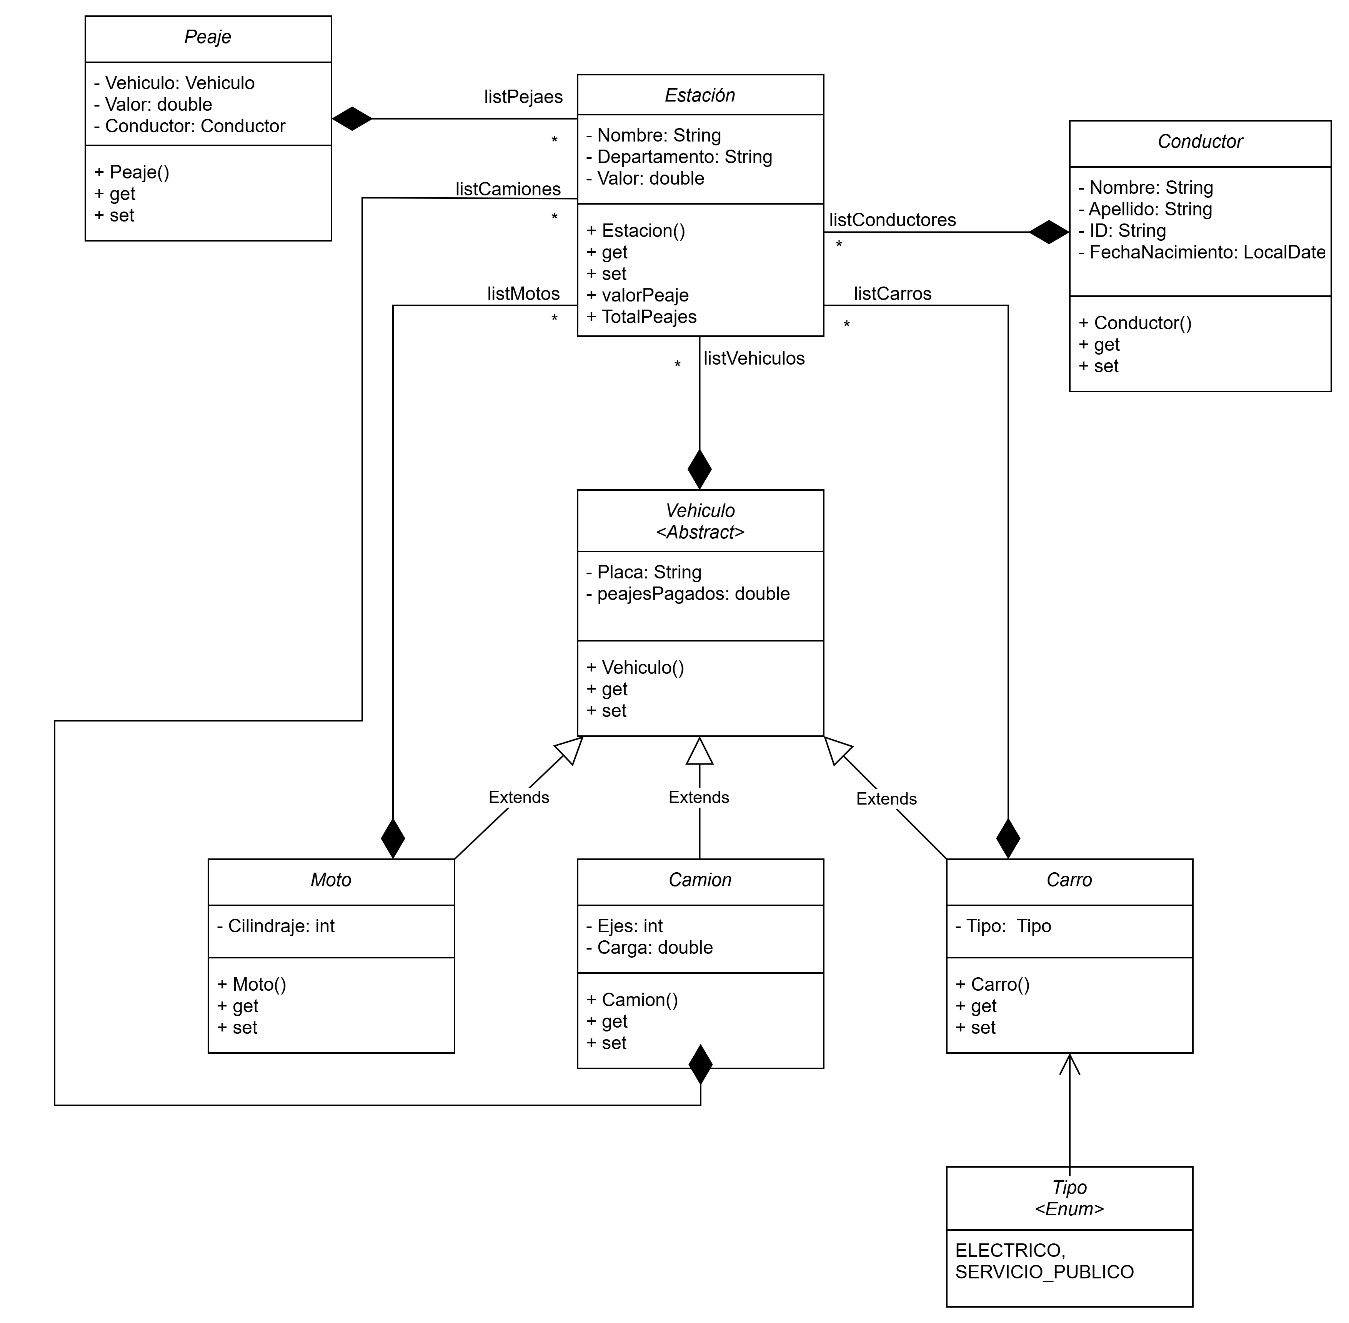 Peaje
- Vehiculo: Vehiculo
- Valor: double
- Conductor: Conductor
+ Peaje()
+ get
+ set
listPejaes
*
listCamiones
*
listMotos
*
Estación
- Nombre: String
- Departamento: String
- Valor: double
+ Estacion()
+ get
+ set
+ valorPeaje
+ TotalPeajes
listConductores
*
listCarros
*
listVehiculos
*
Conductor
- Nombre: String
- Apellido: String
- ID: String
- FechaNacimiento: LocalDate
+ Conductor()
+ get
+ set
Vehiculo
<Abstract>
- Placa: String
- peajesPagados: double
+ Vehiculo()
+ get
+ set
Extends
Extends
Extends
Moto
- Cilindraje: int
+ Moto()
+ get
+ set
Camion
- Ejes: int
- Carga: double
+ Camion()
+ get
+ set
Carro
- Tipo:  Tipo
+ Carro()
+ get
+ set
Tipo
<Enum>
ELECTRICO,
SERVICIO_PUBLICO